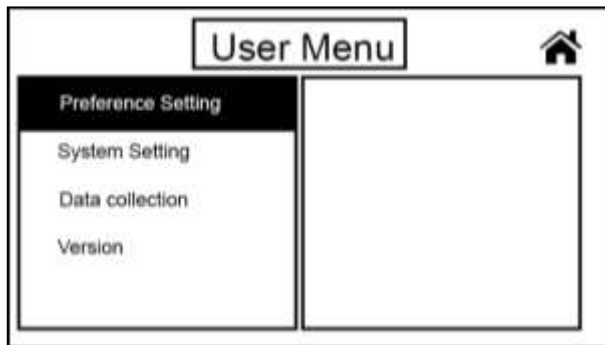 User Menu
Preference Setting
System Setting
Data collection
Version